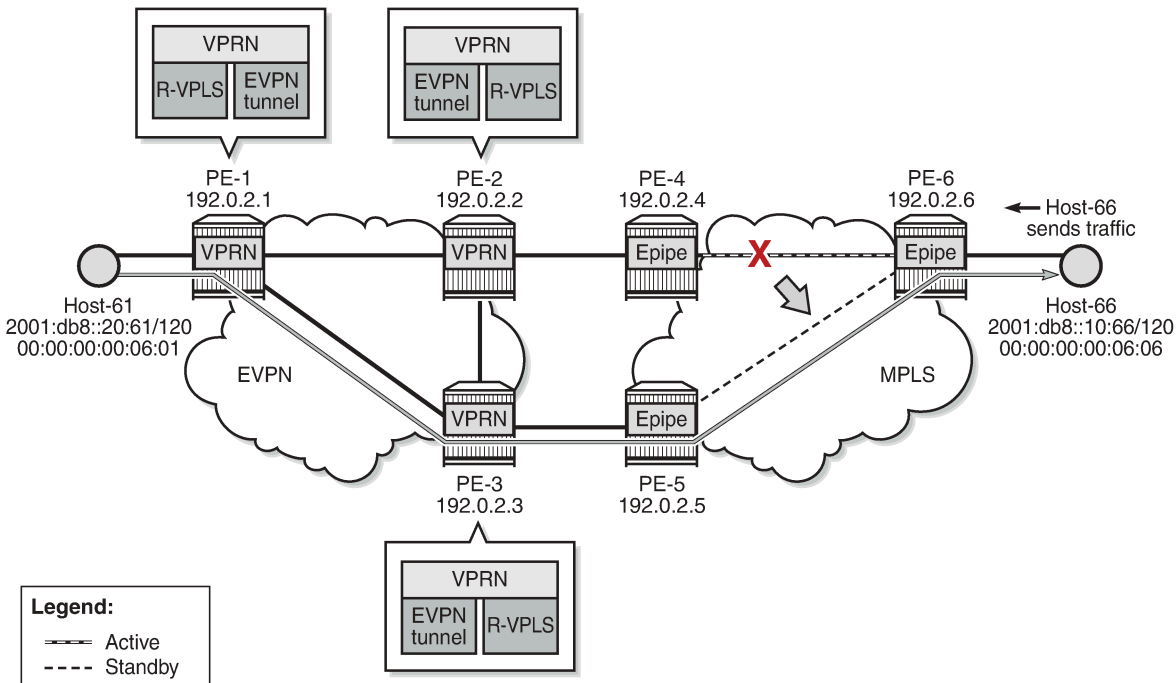 VPRN
R-VPLS
EVPN
tunnel
VPRN
EVPN
tunnel
R-VPLS
PE-1
192.0.2.1
PE-2
192.0.2.2
PE-4
192.0.2.4
PE-6
192.0.2.6
Host-66
sends traffic
VPRN
VPRN
Epipe
X
Epipe
Host-61
2001:db8::20:61/120
00:00:00:00:06:01
Host-66
2001:db8::10:66/120
00:00:00:00:06:06
EVPN
MPLS
VPRN
Epipe
PE-3
192.0.2.3
PE-5
192.0.2.5
VPRN
EVPN
tunnel
R-VPLS
Legend:
Active
Standby